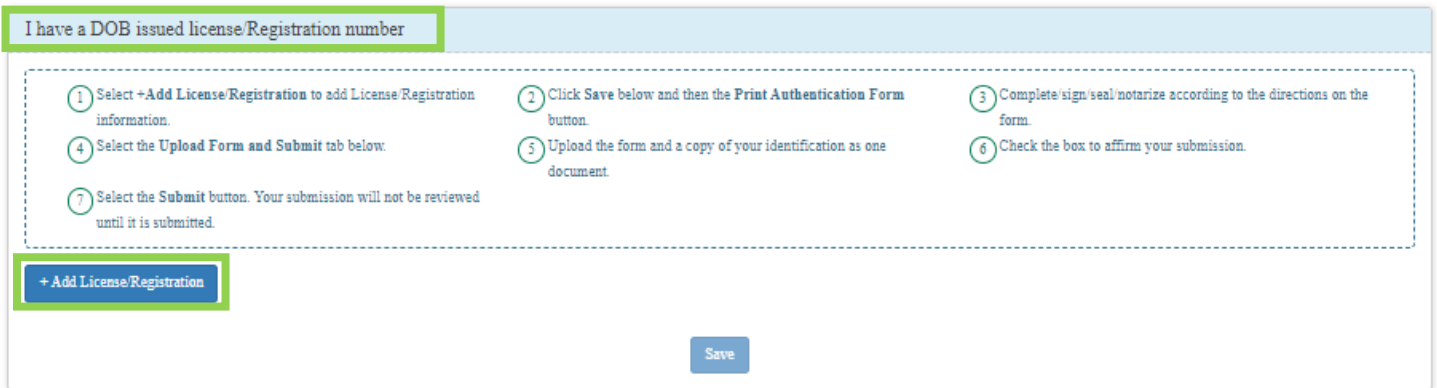 I have a DOB issued license/Registration number
1 Select +Add License/Registration to add License/Registration
information.
2 Click Save below and then the Print Authentication Form
button.
3 Complete/sign/seal/notarize according to the directions on the
form.
4 Select the Upload Form and Submit tab below.
5 Upload the form and a copy of your identification as one
document.
6 Check the box to affirm your submission.
7 Select the Submit button. Your submission will not be reviewed
until it is submitted.
+ Add License/Registration
Save